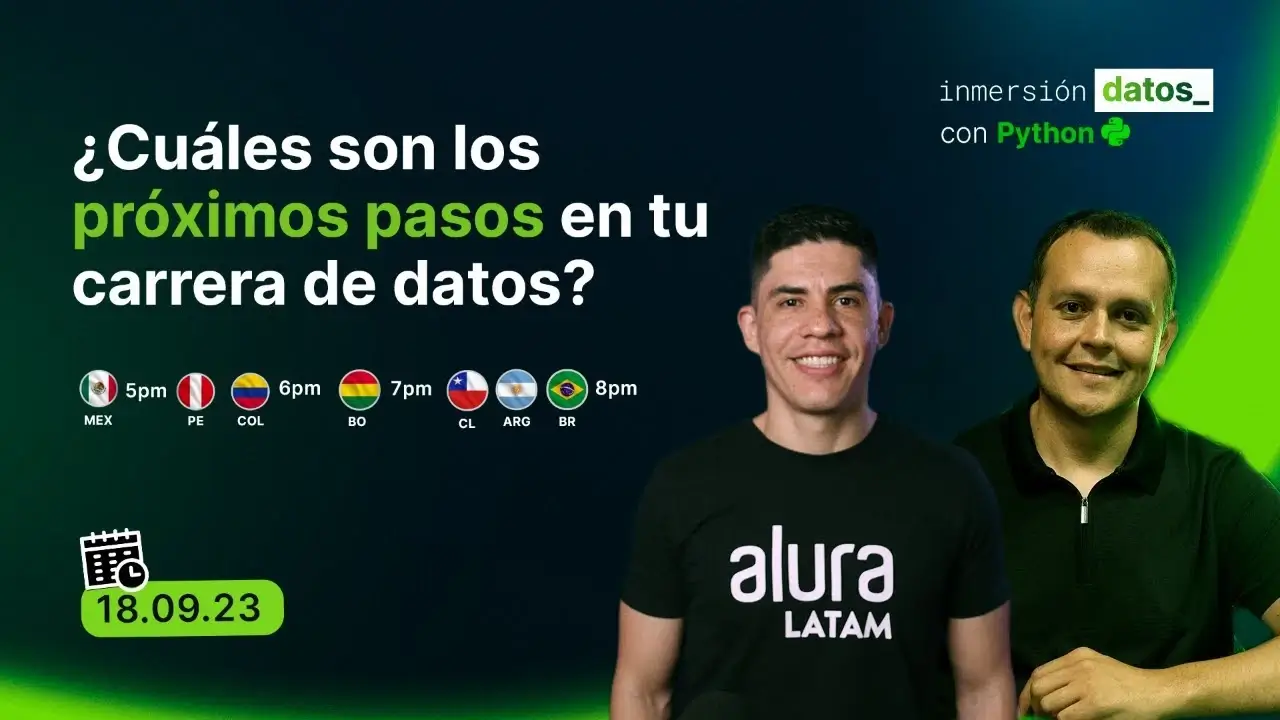 inmersión datos_
con Python
¿Cuáles son los
próximos pasos en tu
carrera de datos?
5pm 6pm 7pm 8pm
MEX PE COL BO CL ARG BR
18.09.23
alura
LATAM